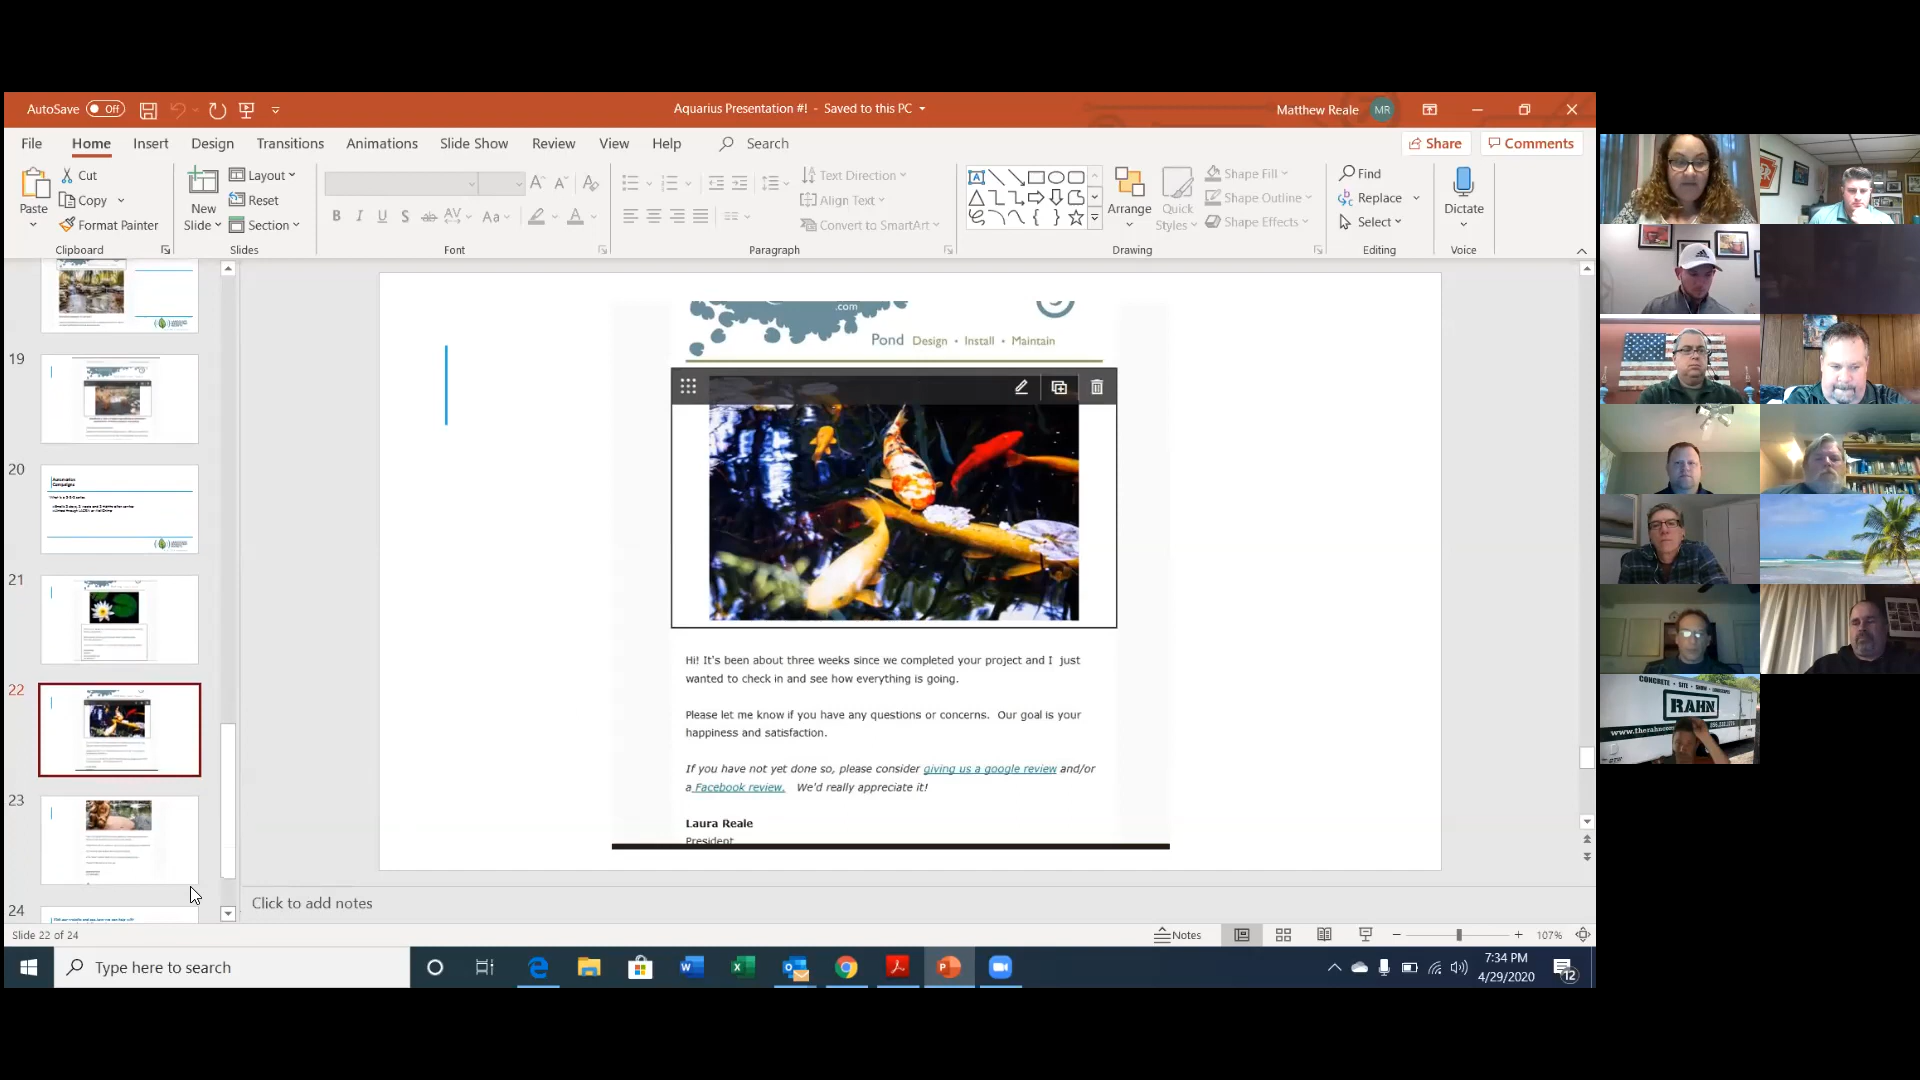 AutoSave Off
Aquarius Presentation #! - Saved to this PC
Matthew Reale MR
File Home Insert Design Transitions Animations Slide Show Review View Help Search
Share Comments
Paste
Cut
Copy
Format Painter
Clipboard
New Slide
Layout
Reset
Section
Slides
B I U S ab AV Aa A
Font
Text Direction
Align Text
Convert to SmartArt
Paragraph
Arrange
Quick Styles
Shape Fill
Shape Outline
Shape Effects
Drawing
Find
Replace
Select
Editing
Dictate
Voice
19
20
21
22
23
24
.com
Pond Design • Install • Maintain
Hi! It's been about three weeks since we completed your project and I just
wanted to check in and see how everything is going.
Please let me know if you have any questions or concerns. Our goal is your
happiness and satisfaction.
If you have not yet done so, please consider giving us a google review and/or
a Facebook review. We'd really appreciate it!
Laura Reale
President
Click to add notes
Slide 22 of 24
Notes
107%
Type here to search
7:34 PM
4/29/2020
12
CONCRETE • SITE • SNOW • LANDSCAPE
RAHN